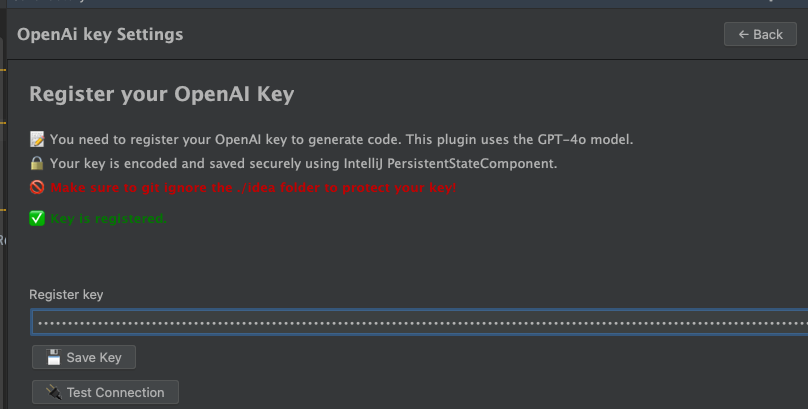 OpenAi key Settings
← Back
Register your OpenAI Key
📝 You need to register your OpenAI key to generate code. This plugin uses the GPT-4o model.
🔒 Your key is encoded and saved securely using IntelliJ PersistentStateComponent.
🚫 Make sure to git ignore the ./idea folder to protect your key!
✅ Key is registered.
Register key
💾 Save Key
🔌 Test Connection